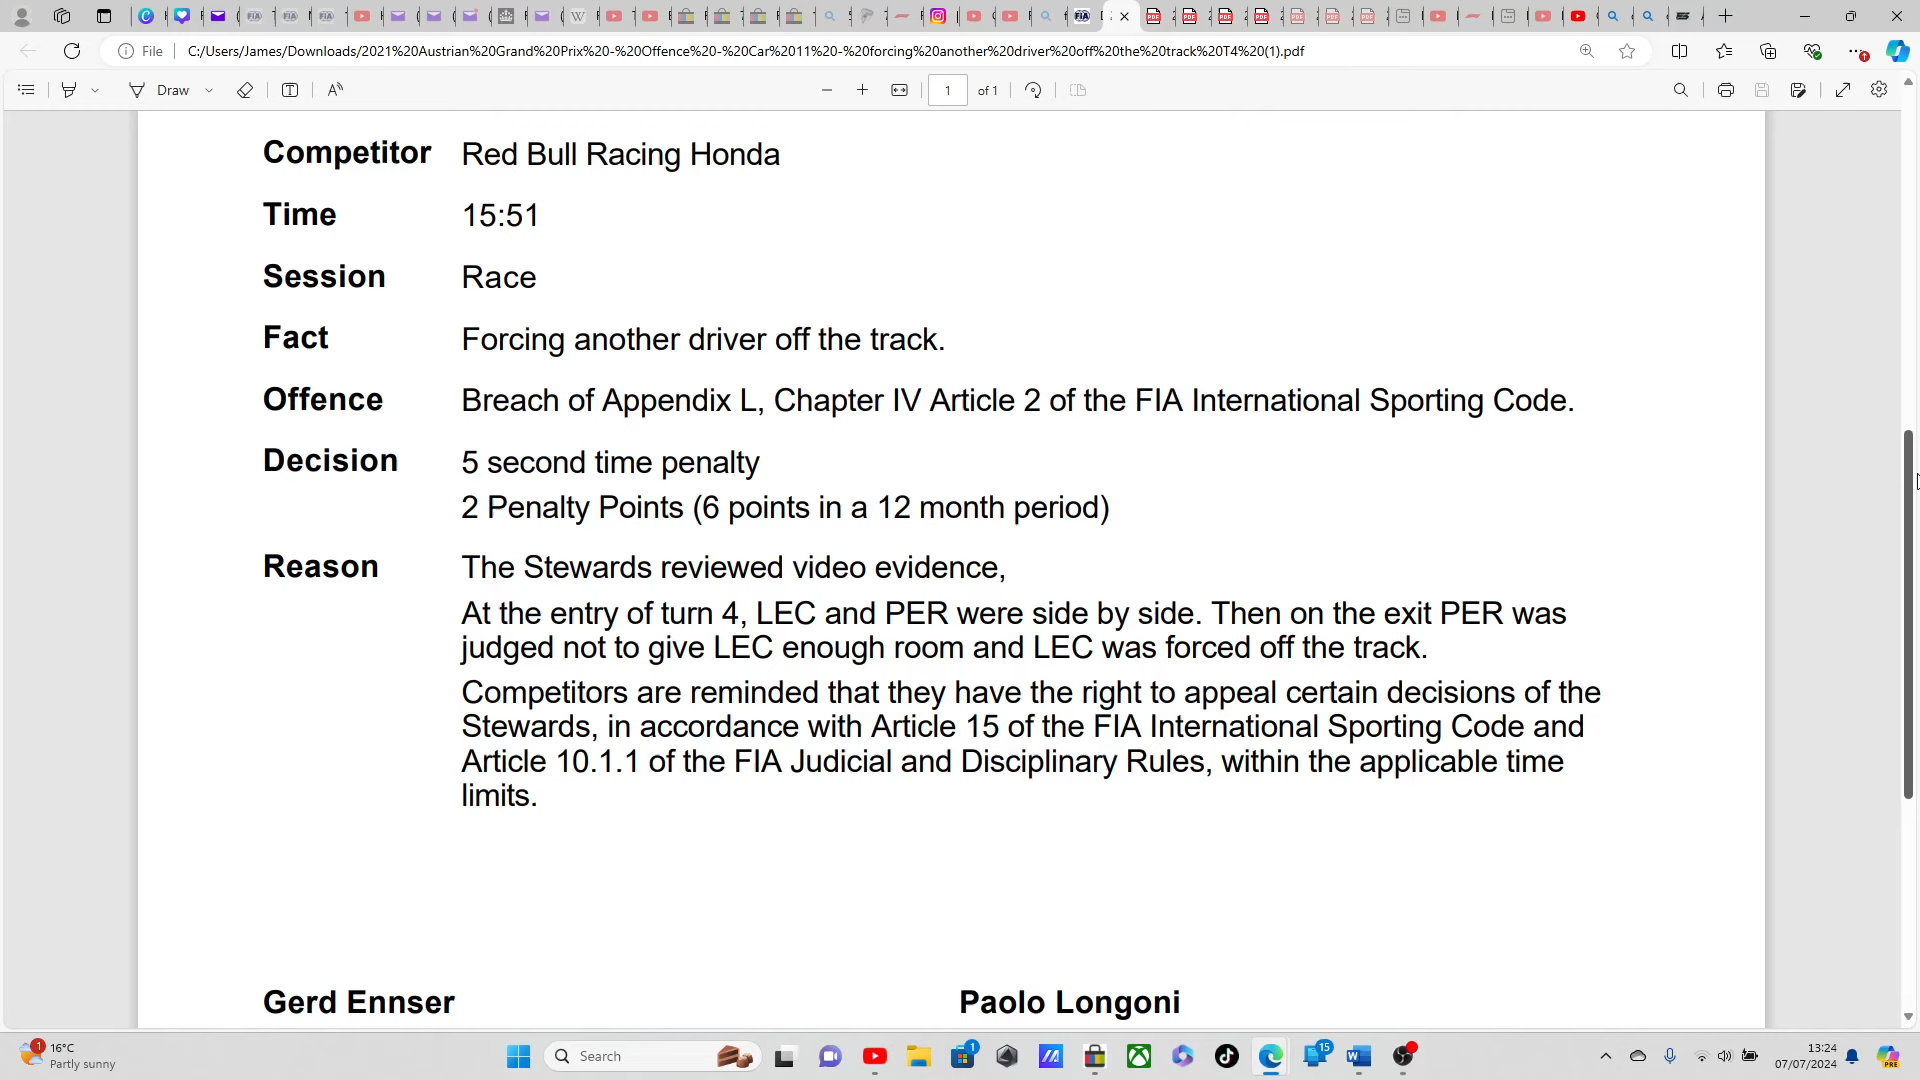 File
C:/Users/James/Downloads/2021%20Austrian%20Grand%20Prix%20-%20Offence%20-%20Car%2011%20-%20forcing%20another%20driver%20off%20the%20track%20T4%20(1).pdf
Draw
1
of 1
Competitor Red Bull Racing Honda
Time 15:51
Session Race
Fact Forcing another driver off the track.
Offence Breach of Appendix L, Chapter IV Article 2 of the FIA International Sporting Code.
Decision 5 second time penalty
2 Penalty Points (6 points in a 12 month period)
Reason The Stewards reviewed video evidence,
At the entry of turn 4, LEC and PER were side by side. Then on the exit PER was
judged not to give LEC enough room and LEC was forced off the track.
Competitors are reminded that they have the right to appeal certain decisions of the
Stewards, in accordance with Article 15 of the FIA International Sporting Code and
Article 10.1.1 of the FIA Judicial and Disciplinary Rules, within the applicable time
limits.
Gerd Ennser Paolo Longoni
1
16°C
Partly sunny
Search
1
15
13:24
07/07/2024